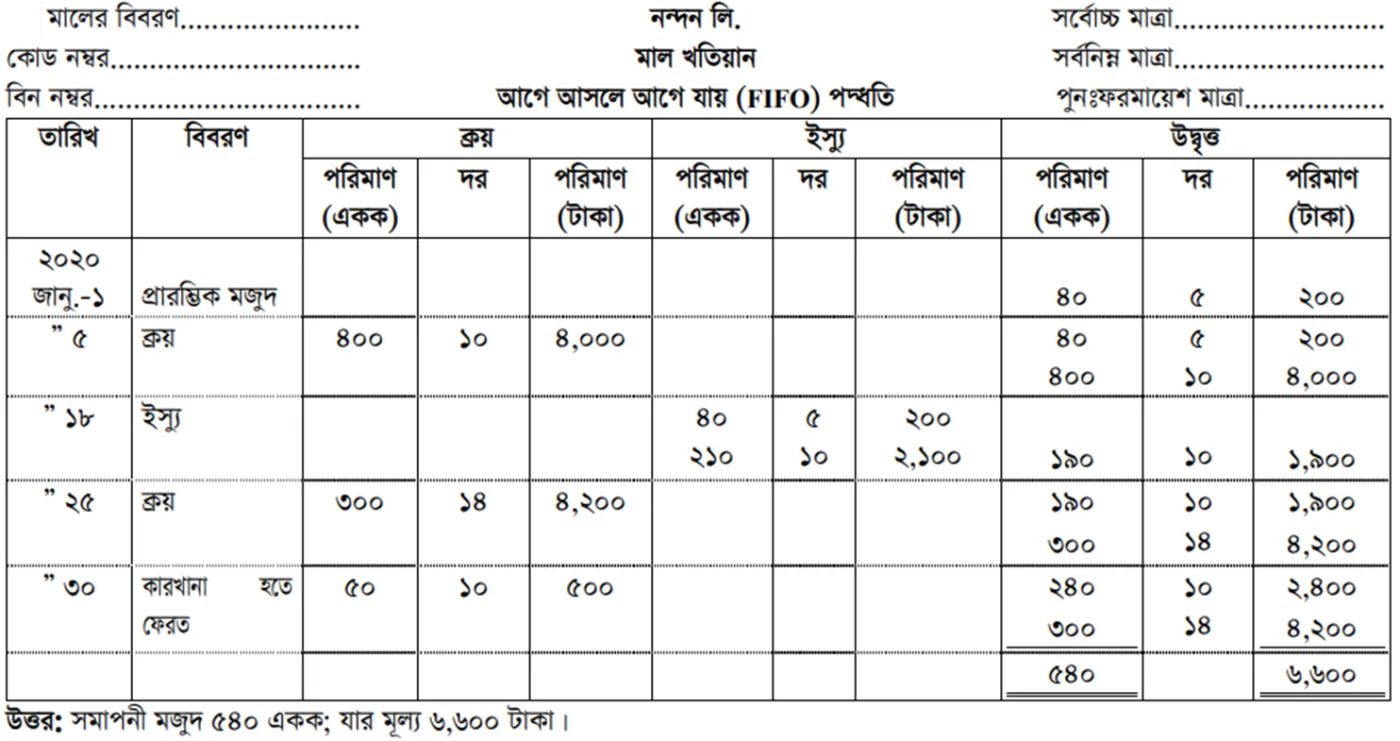 মালের বিবরণ....................... নন্দন লি. সর্বোচ্চ মাত্রা...........................
কোড নম্বর................................ মাল খতিয়ান সর্বনিম্ন মাত্রা...........................
বিন নম্বর.................................. আগে আসলে আগে যায় (FIFO) পদ্ধতি পুনঃফরমায়েশ মাত্রা..................
তারিখ বিবরণ ক্রয় ইস্যু উদ্বৃত্ত
পরিমাণ দর পরিমাণ পরিমাণ দর পরিমাণ পরিমাণ দর পরিমাণ
(একক) (টাকা) (একক) (টাকা) (একক) (টাকা)
২০২০
জানু.-১ প্রারম্ভিক মজুদ ৪০ ৫ ২০০
” ৫ ক্রয় ৪০০ ১০ ৪,০০০ ৪০ ৫ ২০০
৪০০ ১০ ৪,০০০
” ১৮ ইস্যু ৪০ ৫ ২০০
২১০ ১০ ২,১০০ ১৯০ ১০ ১,৯০০
” ২৫ ক্রয় ৩০০ ১৪ ৪,২০০ ১৯০ ১০ ১,৯০০
৩০০ ১৪ ৪,২০০
” ৩০ কারখানা হতে ৫০ ১০ ৫০০ ২৪০ ১০ ২,৪০০
ফেরত ৩০০ ১৪ ৪,২০০
৫৪০ ৬,৬০০
উত্তর: সমাপনী মজুদ ৫৪০ একক; যার মূল্য ৬,৬০০ টাকা।